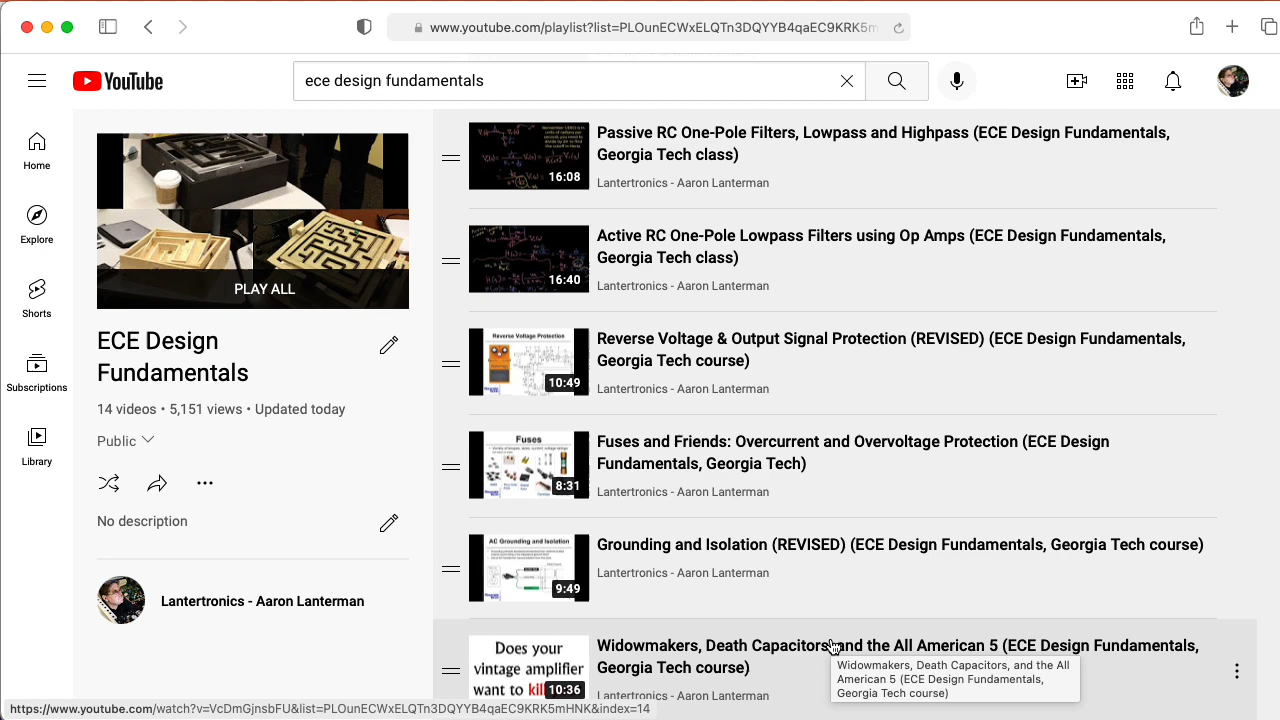 www.youtube.com/playlist?list=PLOunECWxELQTn3DQYYB4qaEC9KRK5m
YouTube
ece design fundamentals
Home
Explore
Shorts
Subscriptions
Library
PLAY ALL
ECE Design
Fundamentals
14 videos • 5,151 views • Updated today
Public
No description
Lantertronics - Aaron Lanterman
16:08
Passive RC One-Pole Filters, Lowpass and Highpass (ECE Design Fundamentals,
Georgia Tech class)
Lantertronics - Aaron Lanterman
16:40
Active RC One-Pole Lowpass Filters using Op Amps (ECE Design Fundamentals,
Georgia Tech class)
Lantertronics - Aaron Lanterman
Reverse Voltage Protection
10:49
Reverse Voltage & Output Signal Protection (REVISED) (ECE Design Fundamentals,
Georgia Tech course)
Lantertronics - Aaron Lanterman
Fuses
8:31
Fuses and Friends: Overcurrent and Overvoltage Protection (ECE Design
Fundamentals, Georgia Tech)
Lantertronics - Aaron Lanterman
AC Grounding and Isolation
9:49
Grounding and Isolation (REVISED) (ECE Design Fundamentals, Georgia Tech course)
Lantertronics - Aaron Lanterman
Does your
vintage amplifier
want to kil
10:36
Widowmakers, Death Capacitors, and the All American 5 (ECE Design Fundamentals,
Georgia Tech course)
Lantertronics - Aaron Lanterman
Widowmakers, Death Capacitors, and the All
American 5 (ECE Design Fundamentals,
Georgia Tech course)
https://www.youtube.com/watch?v=VcDmGjnsbFU&list=PLOunECWxELQTn3DQYYB4qaEC9KRK5mHNK&index=14